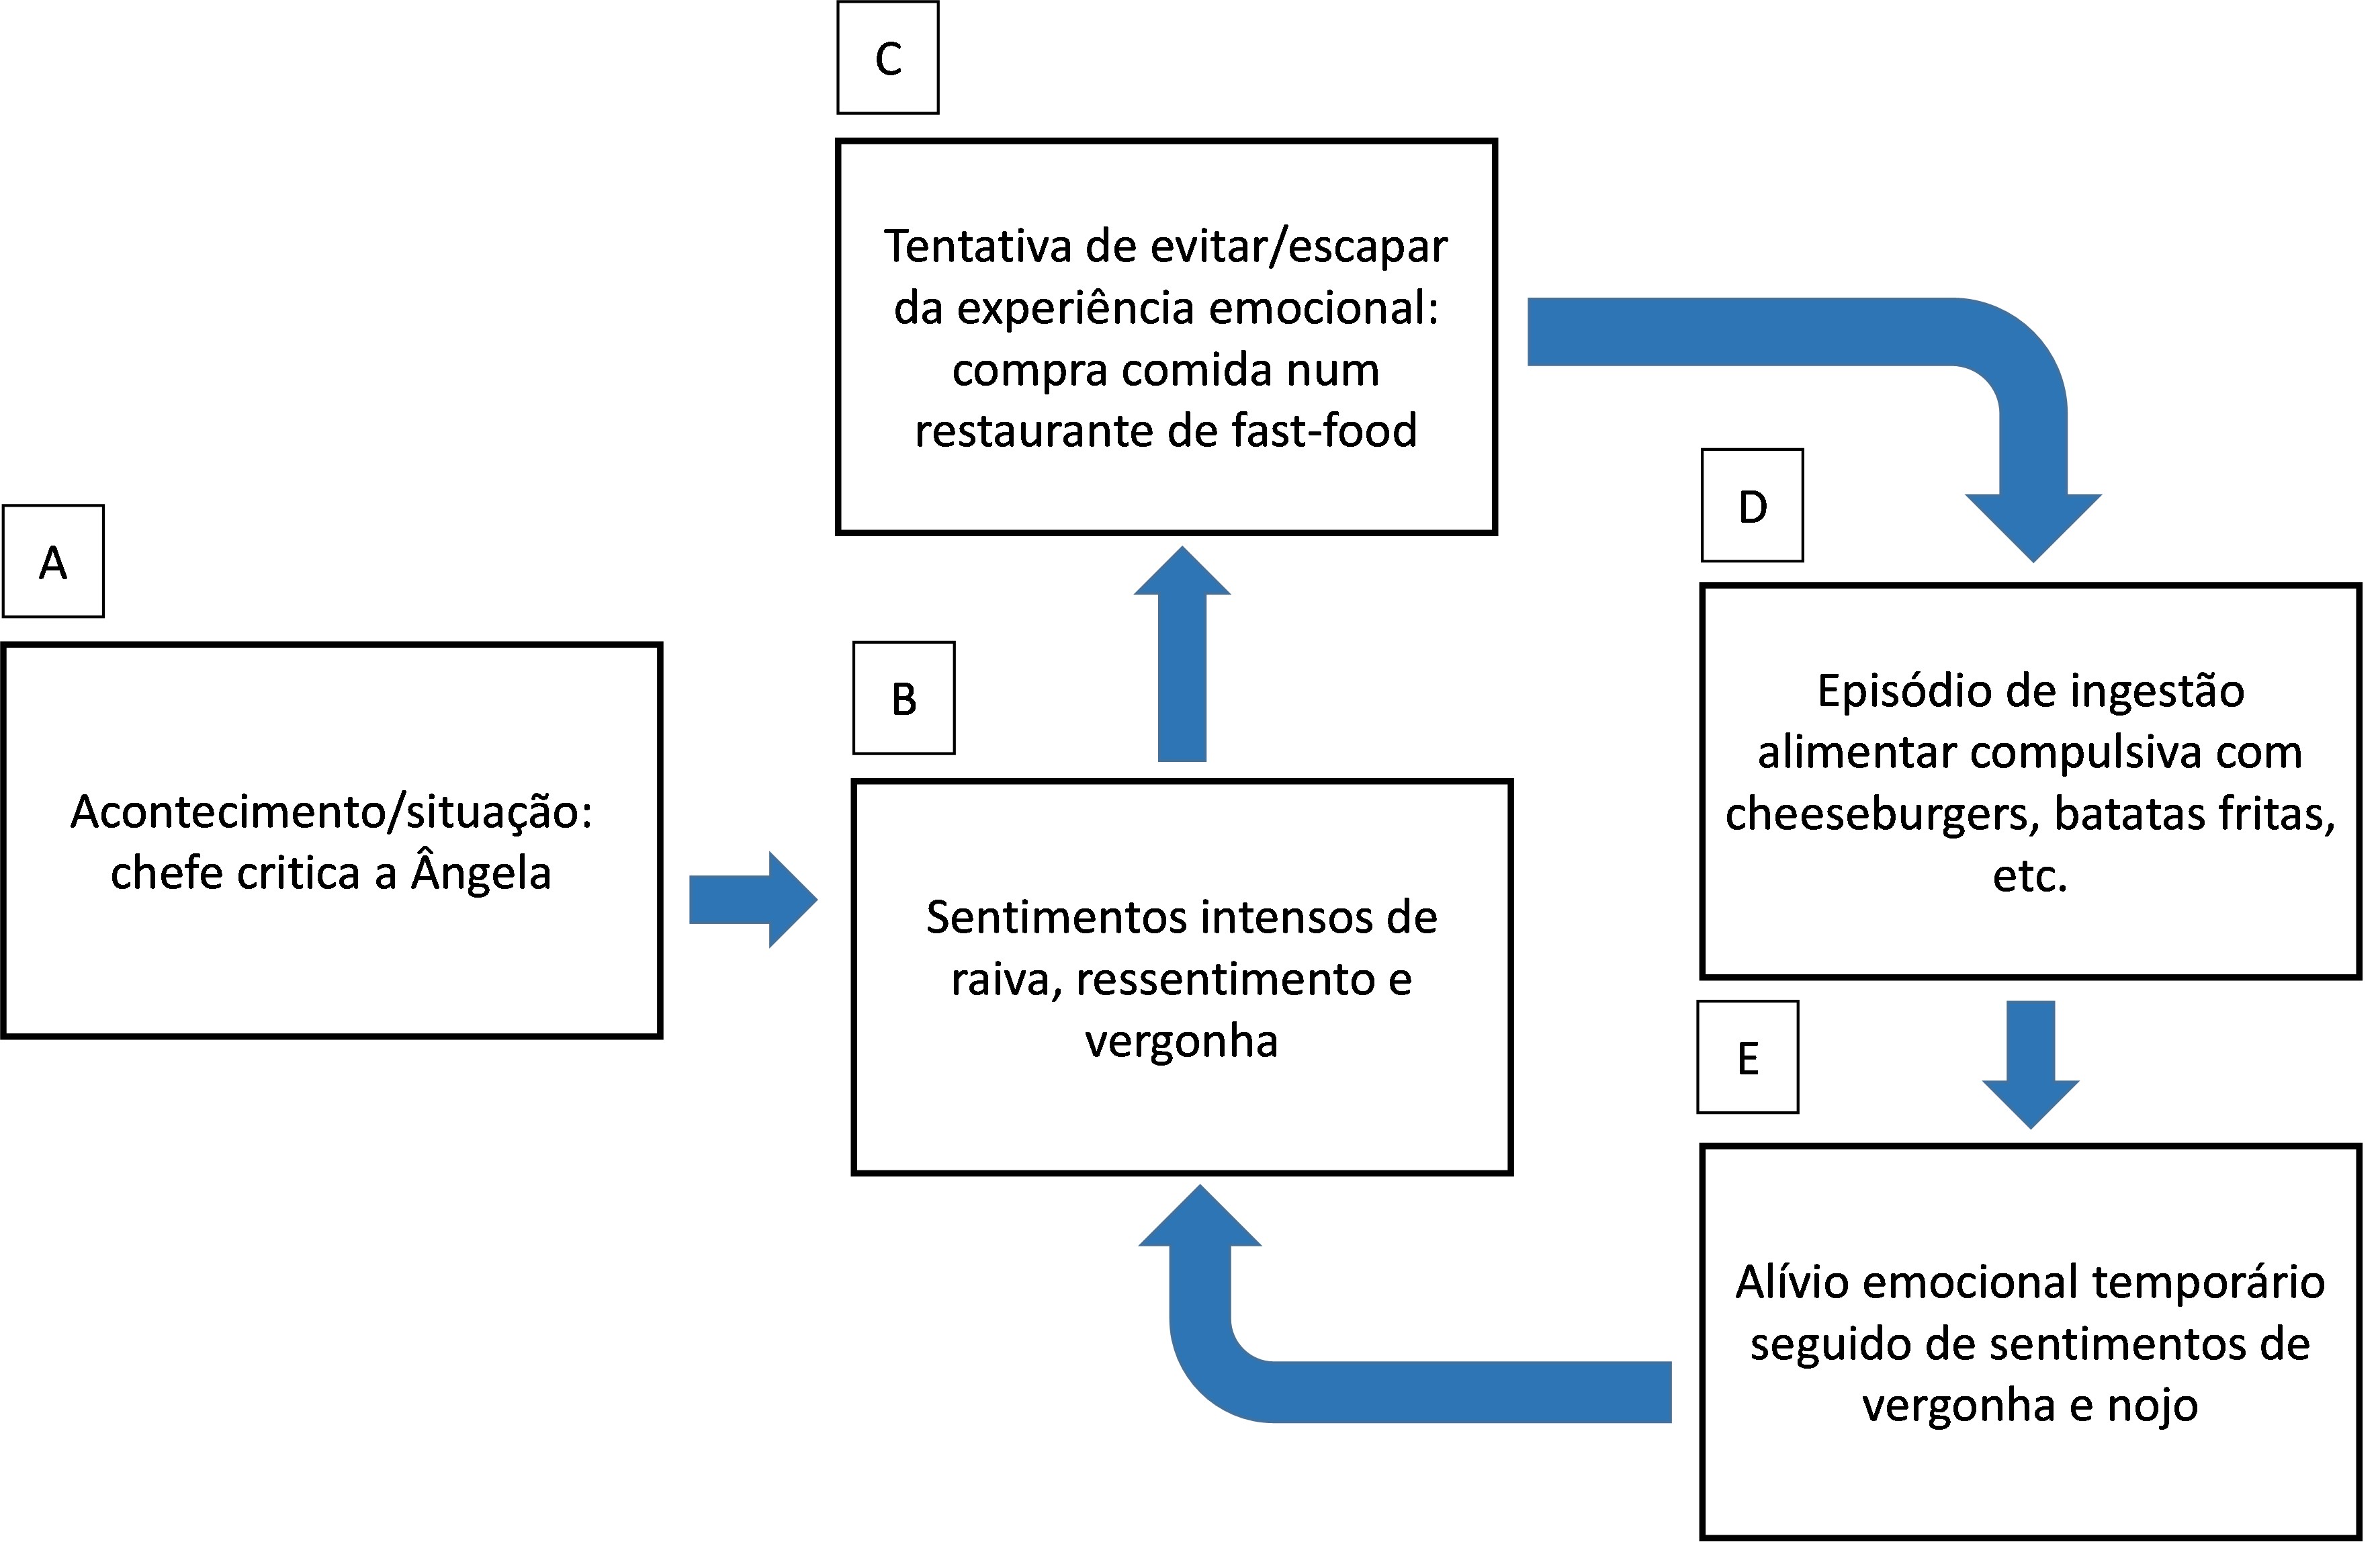 A
Acontecimento/situação:
chefe critica a Ângela
B
Sentimentos intensos de
raiva, ressentimento e
vergonha
C
Tentativa de evitar/escapar
da experiência emocional:
compra comida num
restaurante de fast-food
D
Episódio de ingestão
alimentar compulsiva com
cheeseburgers, batatas fritas,
etc.
E
Alívio emocional temporário
seguido de sentimentos de
vergonha e nojo